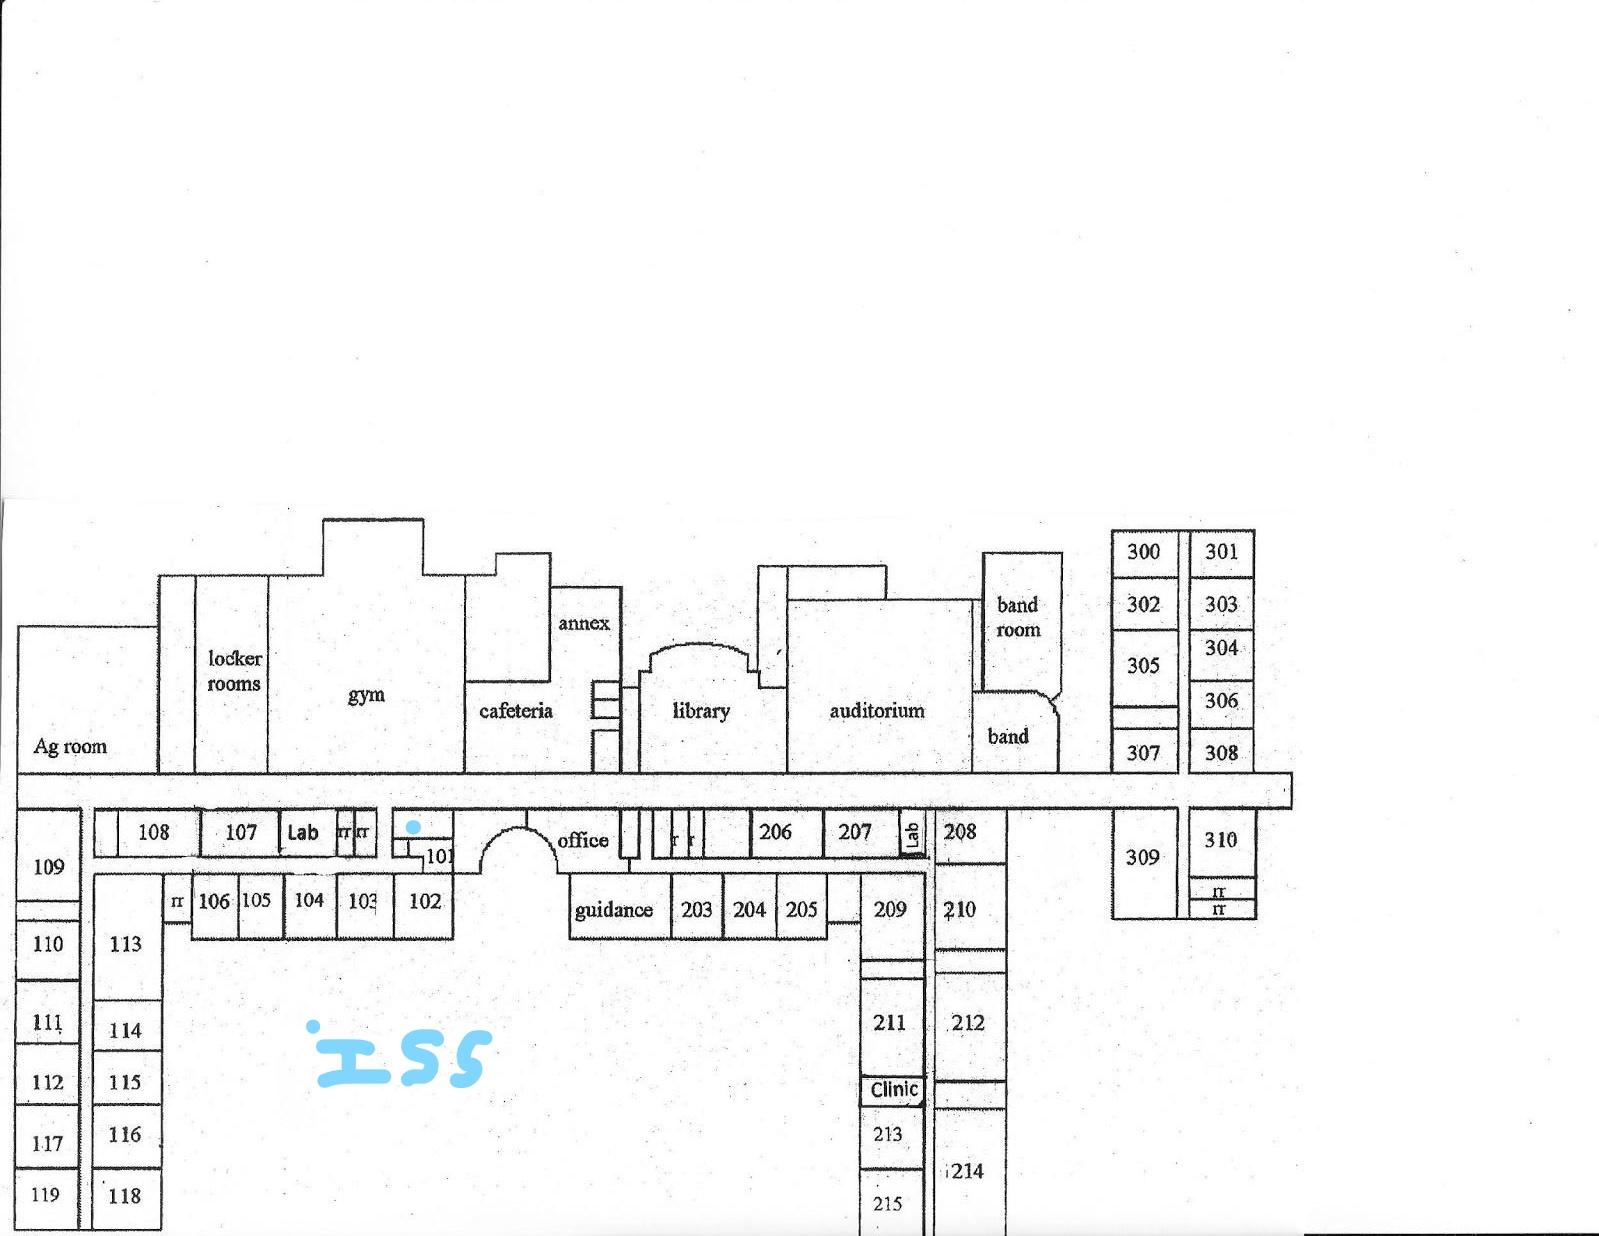 300
301
302
303
304
305
306
307
308
annex
band
room
locker
rooms
gym
cafeteria
library
auditorium
band
Ag room
108
107
Lab
rr
rr
101
office
r
r
206
207
Lab
208
109
309
310
rr
rr
rr
106
105
104
103
102
guidance
203
204
205
209
210
110
113
111
114
211
212
112
115
Clinic
117
116
213
214
119
118
215
ISS